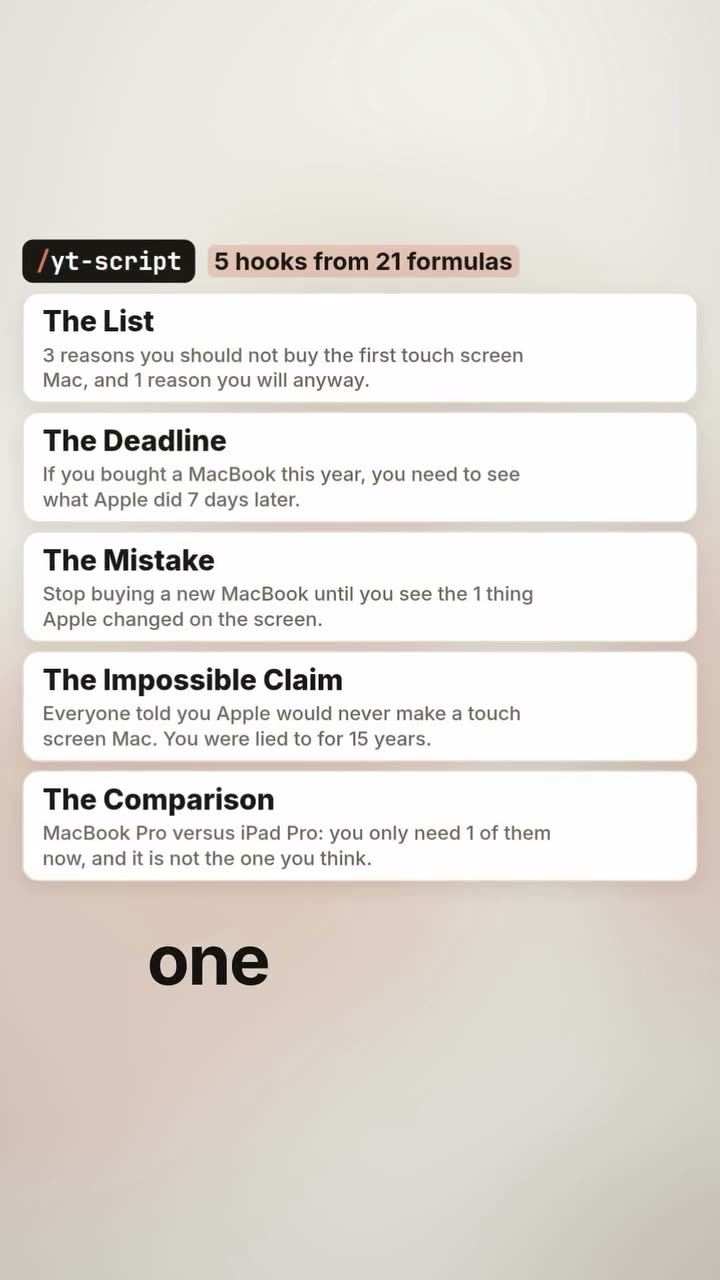 /yt-script 5 hooks from 21 formulas
The List
3 reasons you should not buy the first touch screen
Mac, and 1 reason you will anyway.
The Deadline
If you bought a MacBook this year, you need to see
what Apple did 7 days later.
The Mistake
Stop buying a new MacBook until you see the 1 thing
Apple changed on the screen.
The Impossible Claim
Everyone told you Apple would never make a touch
screen Mac. You were lied to for 15 years.
The Comparison
MacBook Pro versus iPad Pro: you only need 1 of them
now, and it is not the one you think.
one